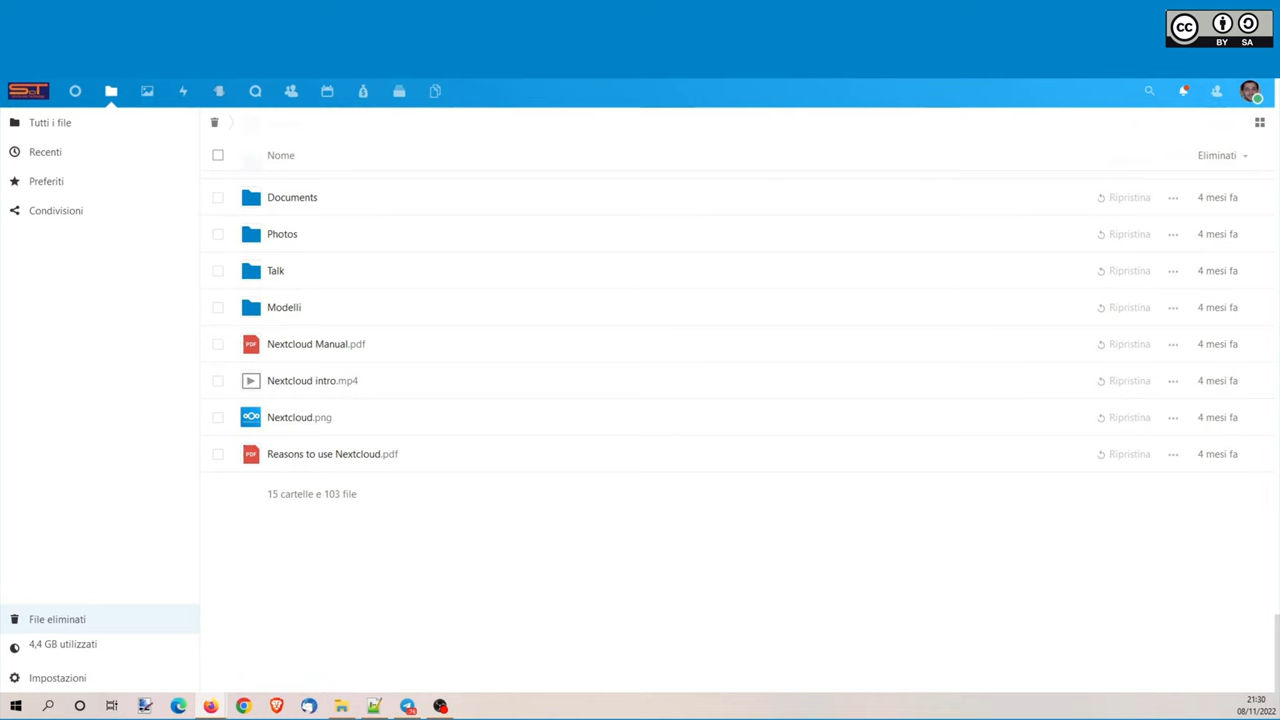 CC
BY SA
S&T
Tutti i file
Recenti
Preferiti
Condivisioni
Nome
Eliminati
Documents
Ripristina
4 mesi fa
Photos
Ripristina
4 mesi fa
Talk
Ripristina
4 mesi fa
Modelli
Ripristina
4 mesi fa
PDF Nextcloud Manual.pdf
Ripristina
4 mesi fa
Nextcloud intro.mp4
Ripristina
4 mesi fa
Nextcloud.png
Ripristina
4 mesi fa
PDF Reasons to use Nextcloud.pdf
Ripristina
4 mesi fa
15 cartelle e 103 file
File eliminati
4,4 GB utilizzati
Impostazioni
21:30
08/11/2022